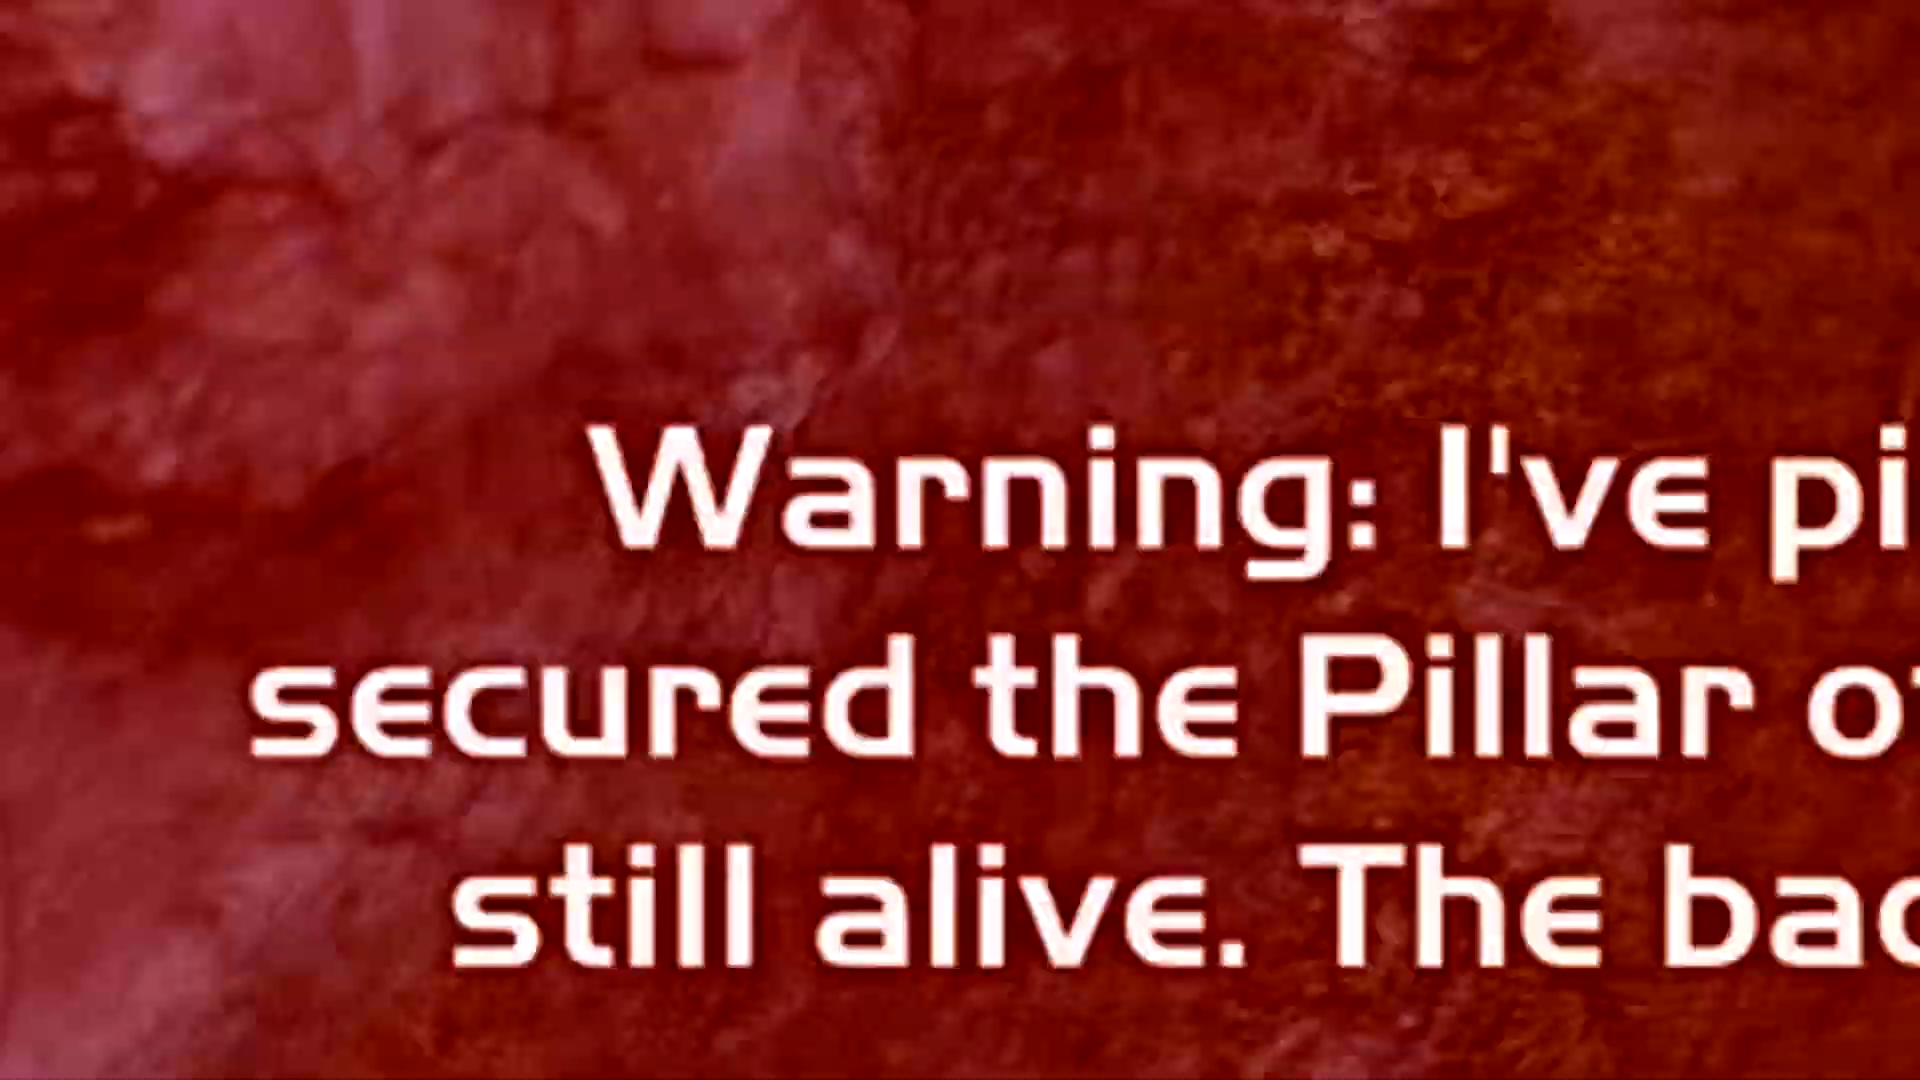 Warning: I've pi
secured the Pillar o
still alive. The bac